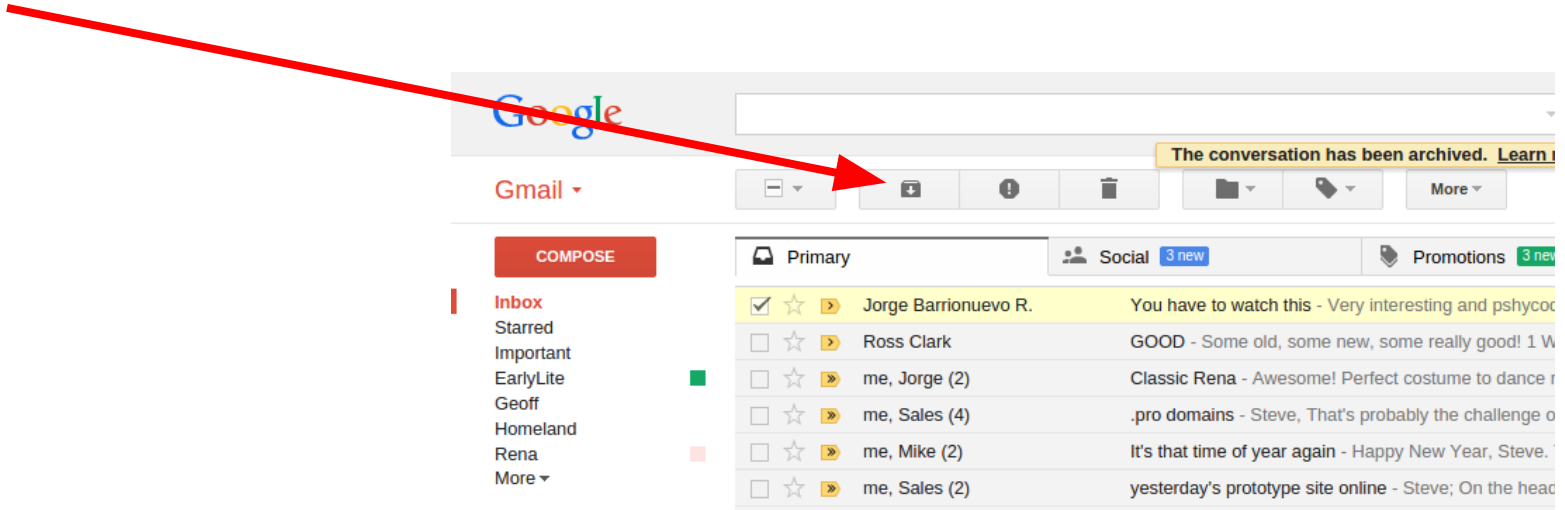 Google
The conversation has been archived. Learn
Gmail
More
COMPOSE
Primary
Social 3 new
Promotions 3 new
Inbox
Starred
Important
EarlyLite
Geoff
Homeland
Rena
More
Jorge Barrionuevo R. You have to watch this - Very interesting and
Ross Clark GOOD - Some old, some new, some really good! 1
me, Jorge (2) Classic Rena - Awesome! Perfect costume to dance
me, Sales (4) .pro domains - Steve, That's probably the challenge
me, Mike (2) It's that time of year again - Happy New Year, Steve.
me, Sales (2) yesterday's prototype site online - Steve; On the